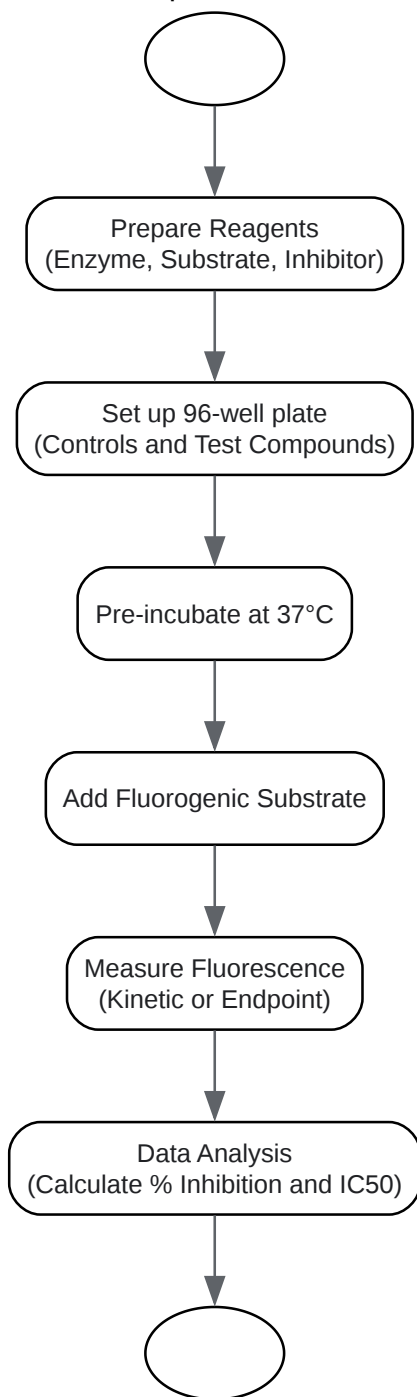 Prepare Reagents
(Enzyme, Substrate, Inhibitor)
Set up 96-well plate
(Controls and Test Compounds)
Pre-incubate at 37°C
Add Fluorogenic Substrate
Measure Fluorescence
(Kinetic or Endpoint)
Data Analysis
(Calculate % Inhibition and IC50)